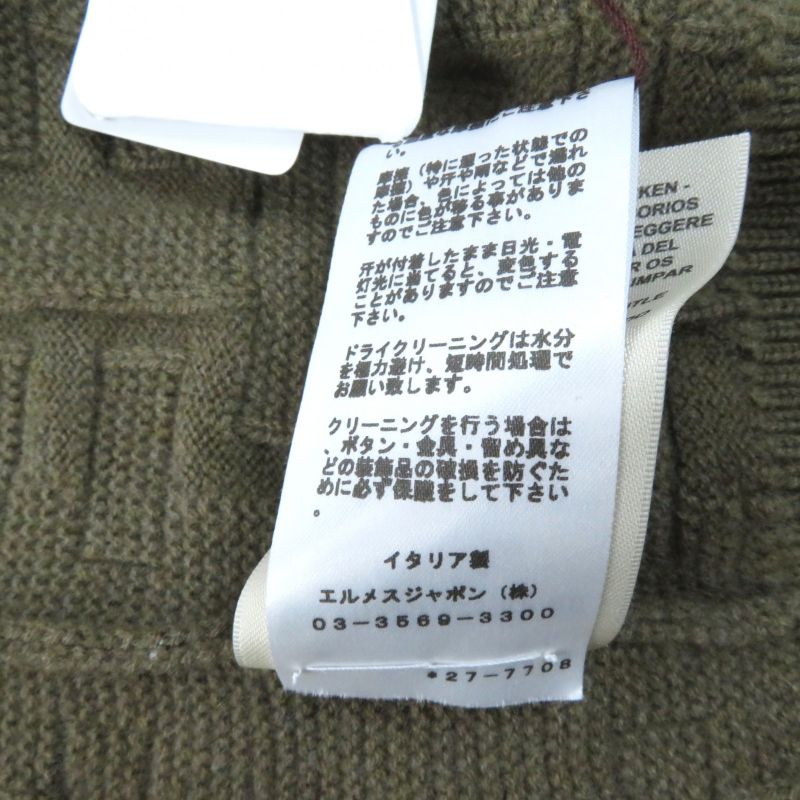 い。
摩擦（特に湿った状態での
摩擦）や汗や雨などで濡れ
た場合、色によっては他の
ものに色が移る事がありま
すのでご注意下さい。
汗が付着したまま日光・電
灯光に当てると、変色する
ことがありますのでご注意
下さい。
ドライクリーニングは水分
を極力避け、短時間処理で
お願い致します。
クリーニングを行う場合は
、ボタン・金具・留め具な
どの装飾品の破損を防ぐた
めに必ず保護をして下さい
。
イタリア製
エルメスジャポン（株）
03-3569-3300
*27-7708
KEN -
ORIOS
EGGERE
A DEL
R OS
IMPAR
TLE